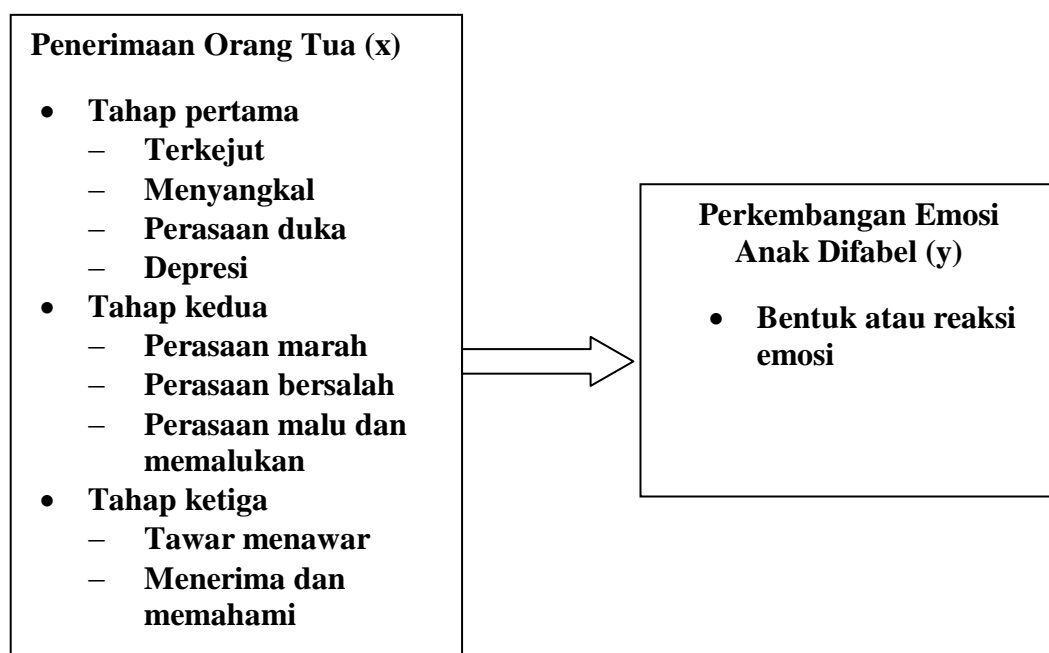 Penerimaan Orang Tua (x)
• Tahap pertama
– Terkejut
– Menyangkal
– Perasaan duka
– Depresi
• Tahap kedua
– Perasaan marah
– Perasaan bersalah
– Perasaan malu dan
memalukan
• Tahap ketiga
– Tawar menawar
– Menerima dan
memahami
Perkembangan Emosi
Anak Difabel (y)
• Bentuk atau reaksi
emosi